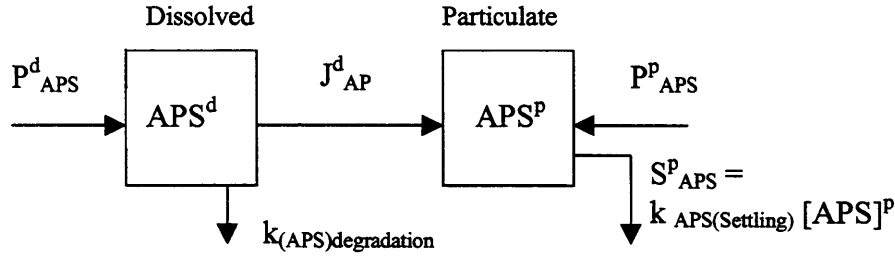 Dissolved
Particulate
P^d_APS
APS^d
J^d_AP
APS^p
P^p_APS
S^p_APS =
k_APS(Settling) [APS]^p
k_(APS)degradation